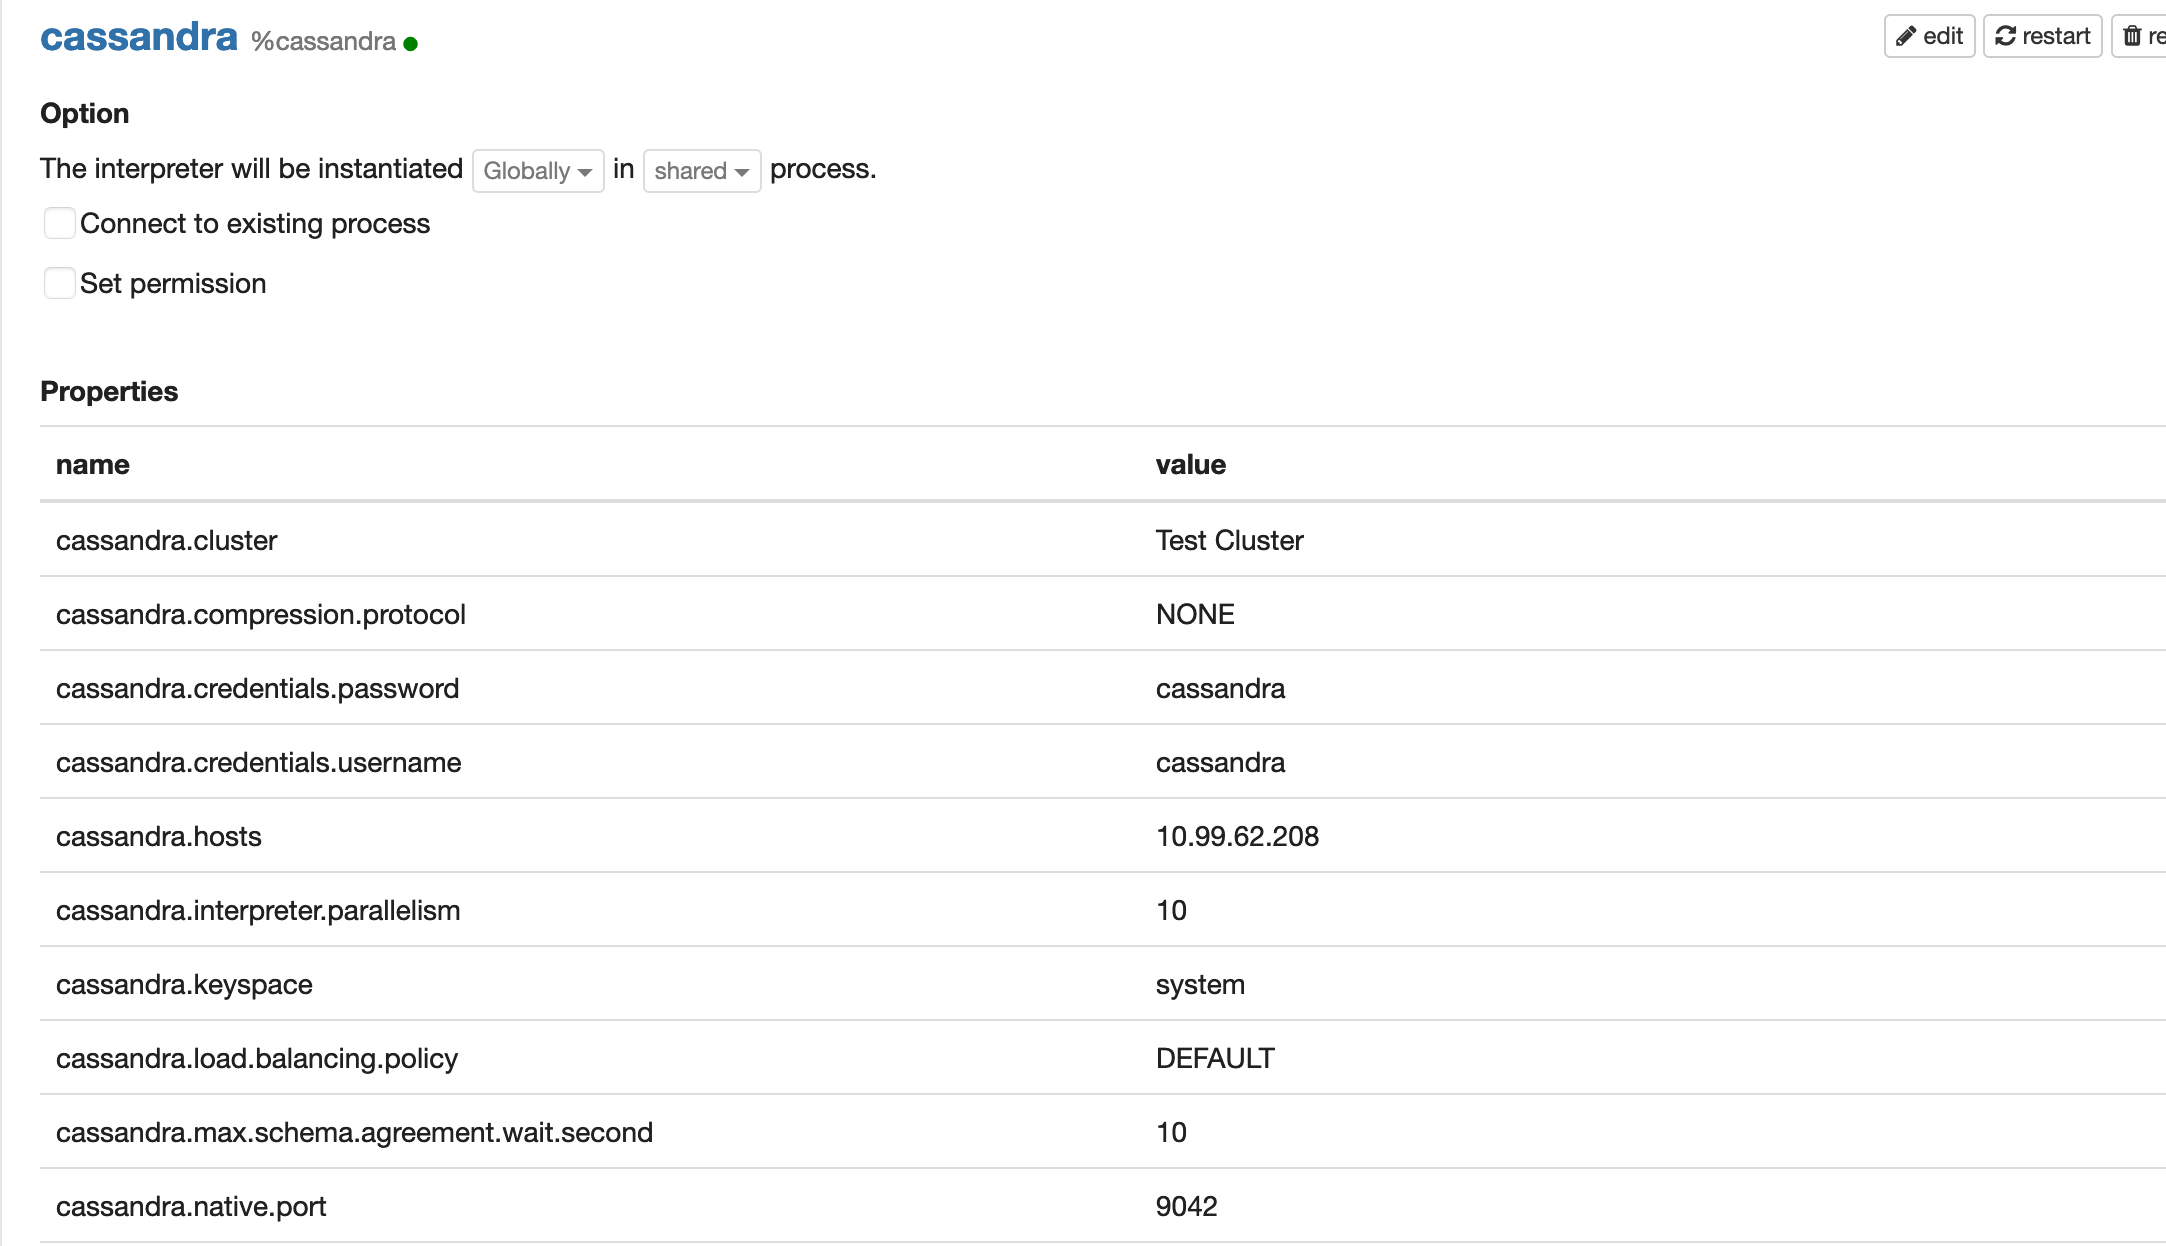 cassandra %cassandra
edit restart re
Option
The interpreter will be instantiated Globally in shared process.
Connect to existing process
Set permission
Properties
name value
cassandra.cluster Test Cluster
cassandra.compression.protocol NONE
cassandra.credentials.password cassandra
cassandra.credentials.username cassandra
cassandra.hosts 10.99.62.208
cassandra.interpreter.parallelism 10
cassandra.keyspace system
cassandra.load.balancing.policy DEFAULT
cassandra.max.schema.agreement.wait.second 10
cassandra.native.port 9042